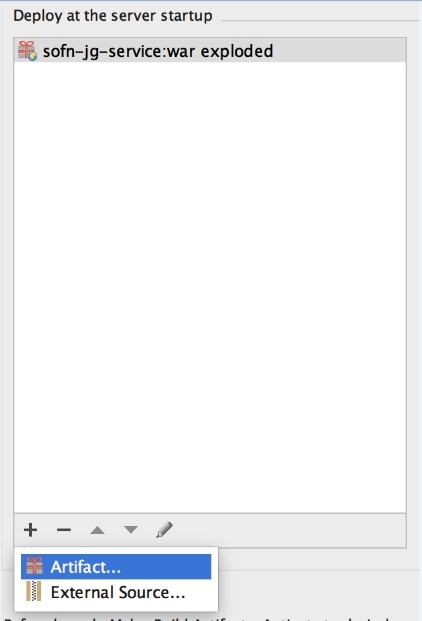 Deploy at the server startup
sofn-jg-service:war exploded
Artifact...
External Source...